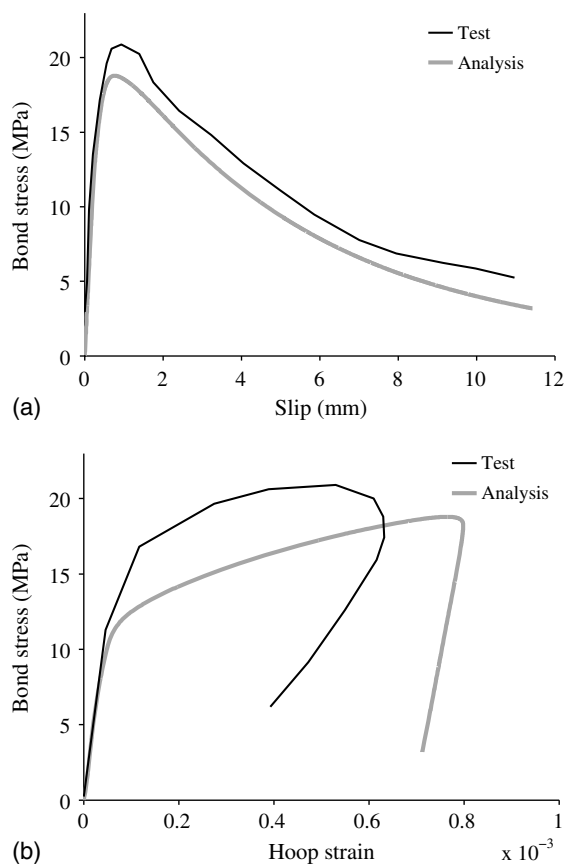 Test
Analysis
Bond stress (MPa)
20
15
10
5
0
0 2 4 6 8 10 12
Slip (mm)
(a)
Test
Analysis
Bond stress (MPa)
20
15
10
5
0
0 0.2 0.4 0.6 0.8 1
Hoop strain
x 10⁻³
(b)